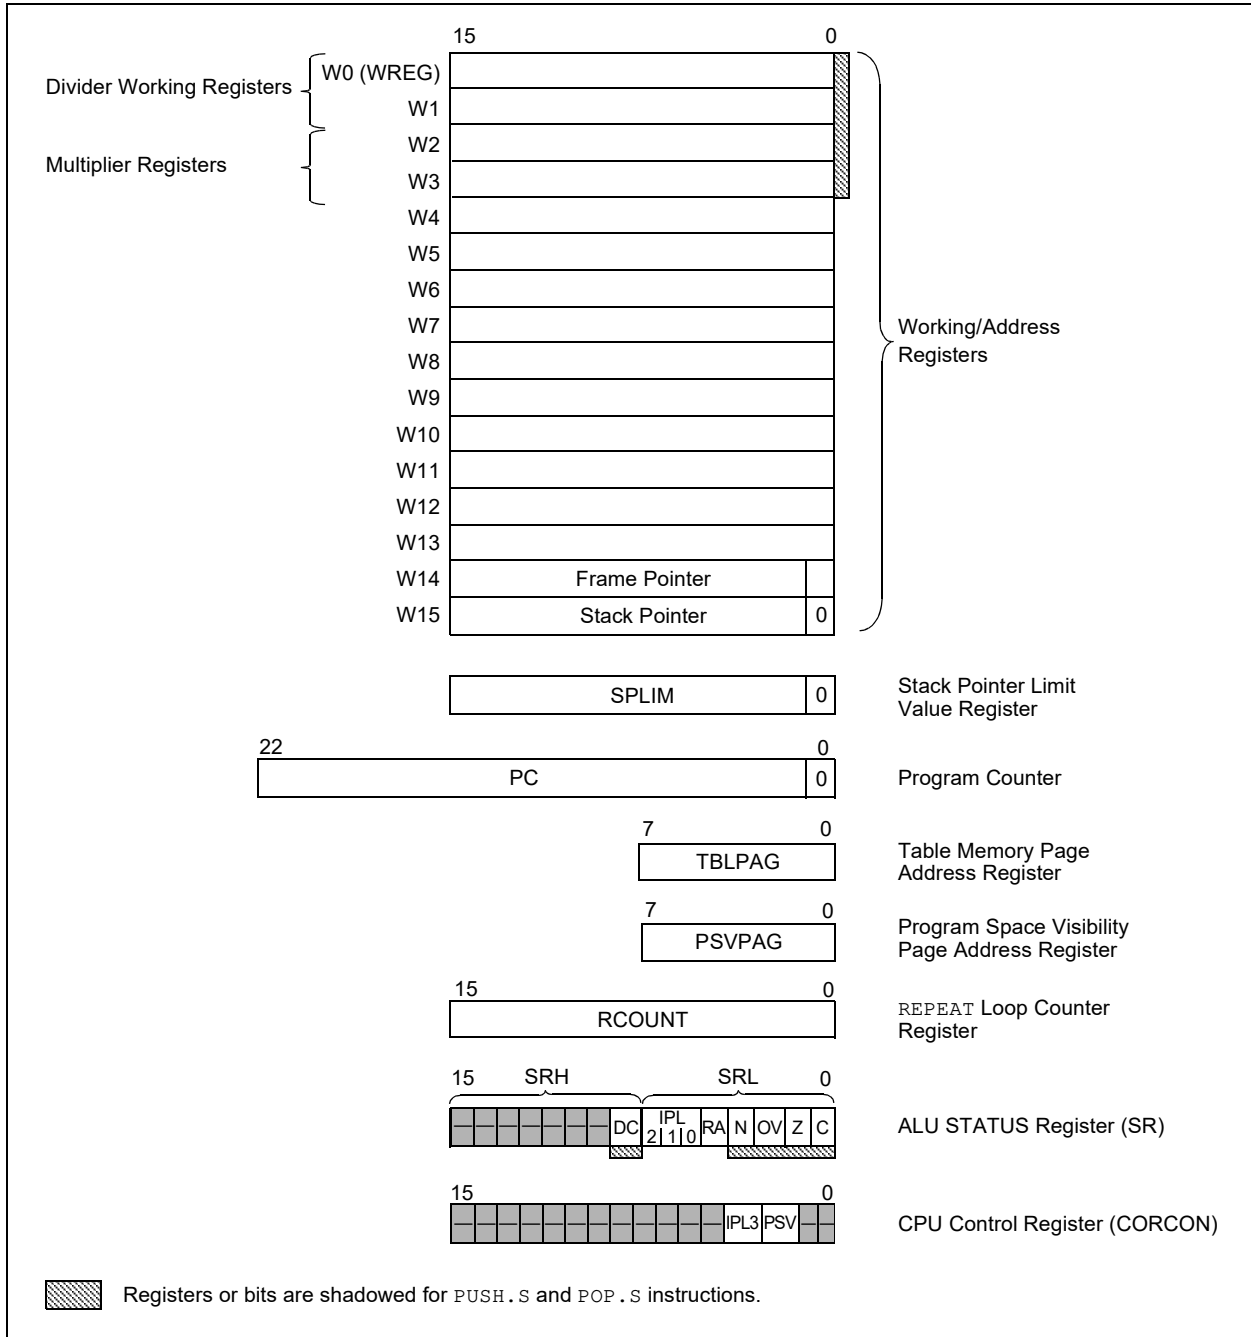 15 0
Divider Working Registers
W0 (WREG)
W1
Multiplier Registers
W2
W3
W4
W5
W6
W7
W8
W9
W10
W11
W12
W13
W14 Frame Pointer
W15 Stack Pointer 0
Working/Address
Registers
SPLIM 0
Stack Pointer Limit
Value Register
22 0
PC 0 Program Counter
7 0
TBLPAG
Table Memory Page
Address Register
7 0
PSVPAG
Program Space Visibility
Page Address Register
15 0
RCOUNT
REPEAT Loop Counter
Register
15 SRH SRL 0
— — — — — — — DC IPL 2 1 0 RA N OV Z C ALU STATUS Register (SR)
15 0
— — — — — — — — — — — — IPL3 PSV — — CPU Control Register (CORCON)
Registers or bits are shadowed for PUSH.S and POP.S instructions.